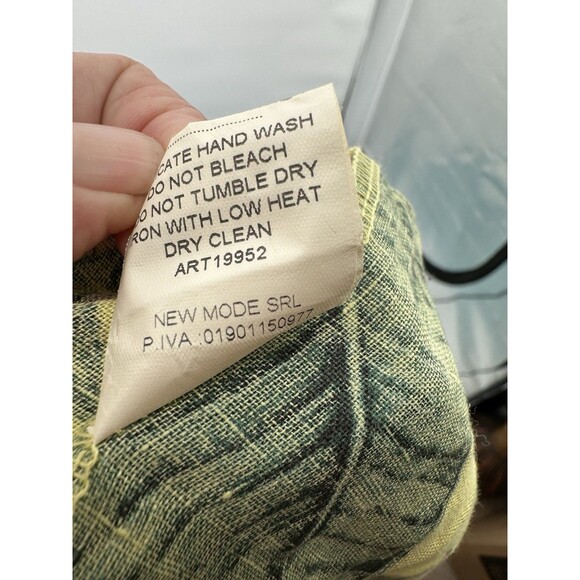 CATE HAND WASH
DO NOT BLEACH
O NOT TUMBLE DRY
RON WITH LOW HEAT
DRY CLEAN
ART19952
NEW MODE SRL
P.IVA :01901150977